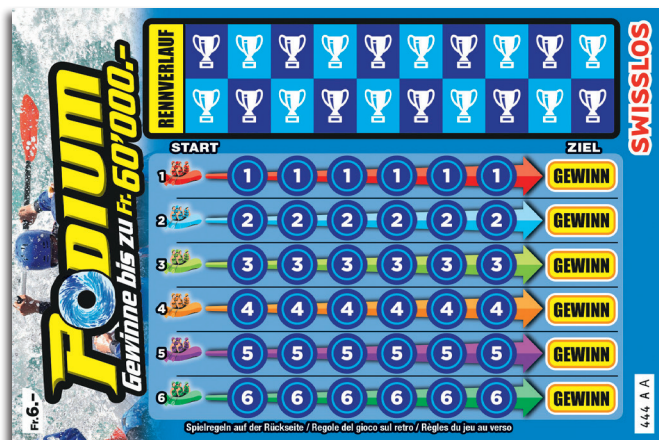 PODIUM
Gewinne bis zu Fr. 60'000.-
Fr. 6.-
RENNVERLAUF
SWISSLOS
START ZIEL
1 1 1 1 1 1 1 GEWINN
2 2 2 2 2 2 2 GEWINN
3 3 3 3 3 3 3 GEWINN
4 4 4 4 4 4 4 GEWINN
5 5 5 5 5 5 5 GEWINN
6 6 6 6 6 6 6 GEWINN
Spielregeln auf der Rückseite / Regole del gioco sul retro / Règles du jeu au verso
444 A A